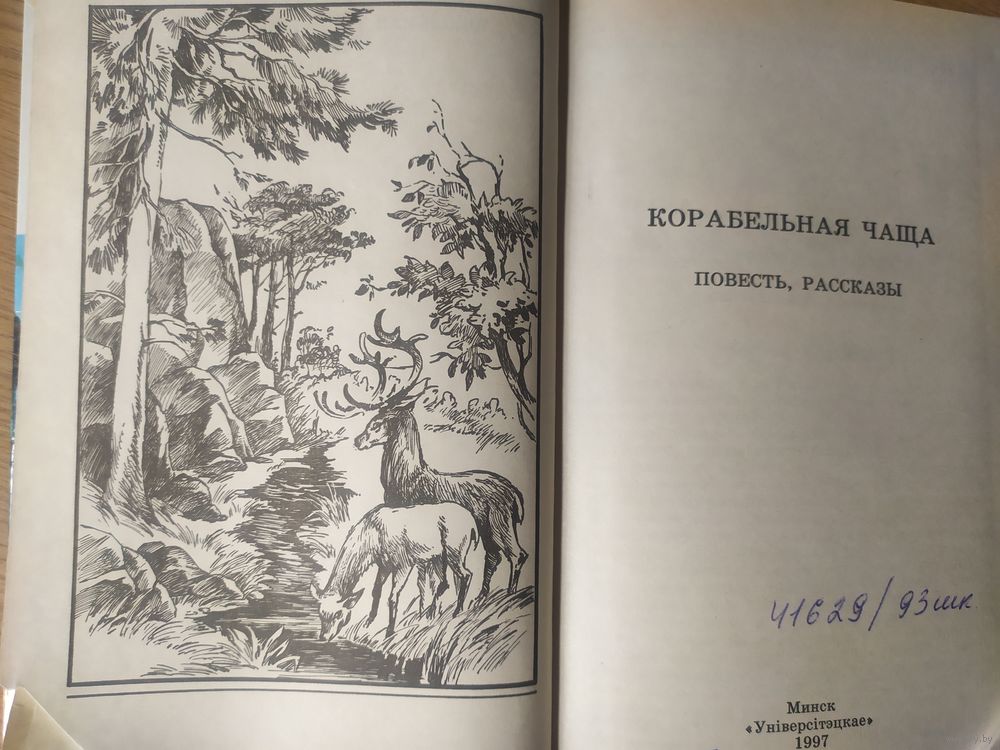 КОРАБЕЛЬНАЯ ЧАЩА
ПОВЕСТЬ, РАССКАЗЫ
41629/93шк
Минск
«Універсітэцкае»
1997